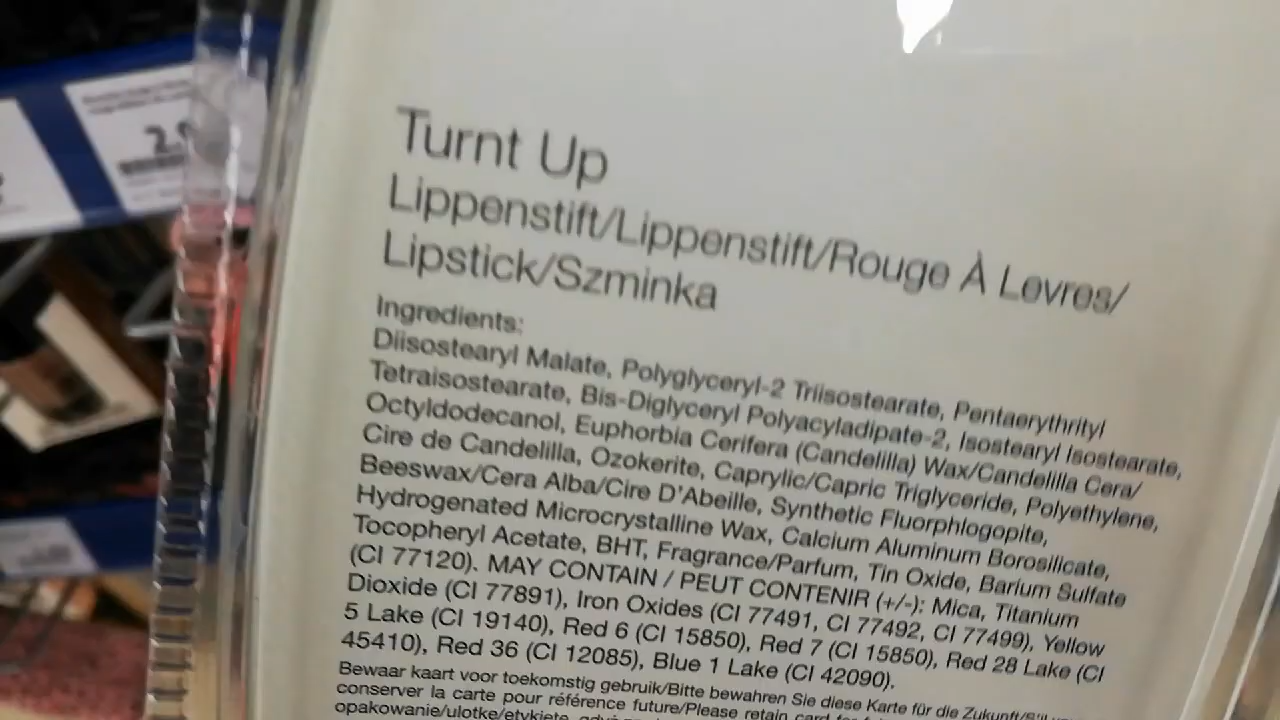 Turnt Up
Lippenstift/Lippenstift/Rouge À Levres/
Lipstick/Szminka
Ingredients:
Diisostearyl Malate, Polyglyceryl-2 Triisostearate, Pentaerythrityl
Tetraisostearate, Bis-Diglyceryl Polyacyladipate-2, Isostearyl Isostearate,
Octyldodecanol, Euphorbia Cerifera (Candelilla) Wax/Candelilla Cera/
Cire de Candelilla, Ozokerite, Caprylic/Capric Triglyceride, Polyethylene,
Beeswax/Cera Alba/Cire D'Abeille, Synthetic Fluorphlogopite,
Hydrogenated Microcrystalline Wax, Calcium Aluminum Borosilicate,
Tocopheryl Acetate, BHT, Fragrance/Parfum, Tin Oxide, Barium Sulfate
(CI 77120). MAY CONTAIN / PEUT CONTENIR (+/-): Mica, Titanium
Dioxide (CI 77891), Iron Oxides (CI 77491, CI 77492, CI 77499), Yellow
5 Lake (CI 19140), Red 6 (CI 15850), Red 7 (CI 15850), Red 28 Lake (CI
45410), Red 36 (CI 12085), Blue 1 Lake (CI 42090).
Bewaar kaart voor toekomstig gebruik/Bitte bewahren Sie diese Karte für die Zukunft/S'il
conserver la carte pour référence future/Please retain card
opakowanie/ulotkę/etykietę